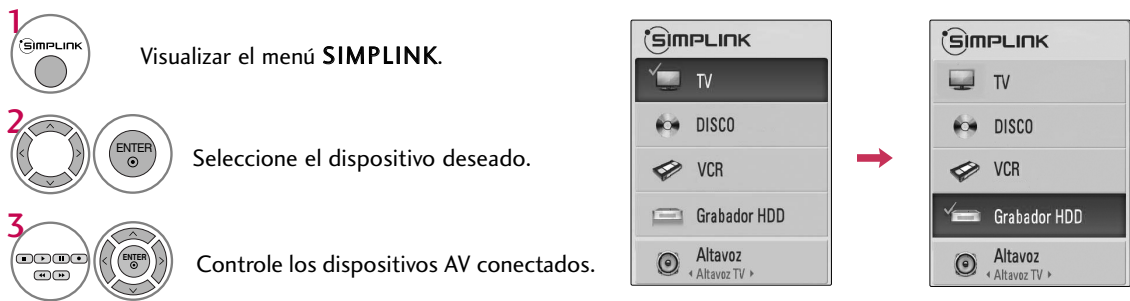 1
SIMPLINK
Visualizar el menú SIMPLINK.
2
ENTER
Seleccione el dispositivo deseado.
3
ENTER
Controle los dispositivos AV conectados.
SIMPLINK
TV
DISCO
VCR
Grabador HDD
Altavoz
Altavoz TV
SIMPLINK
TV
DISCO
VCR
Grabador HDD
Altavoz
Altavoz TV